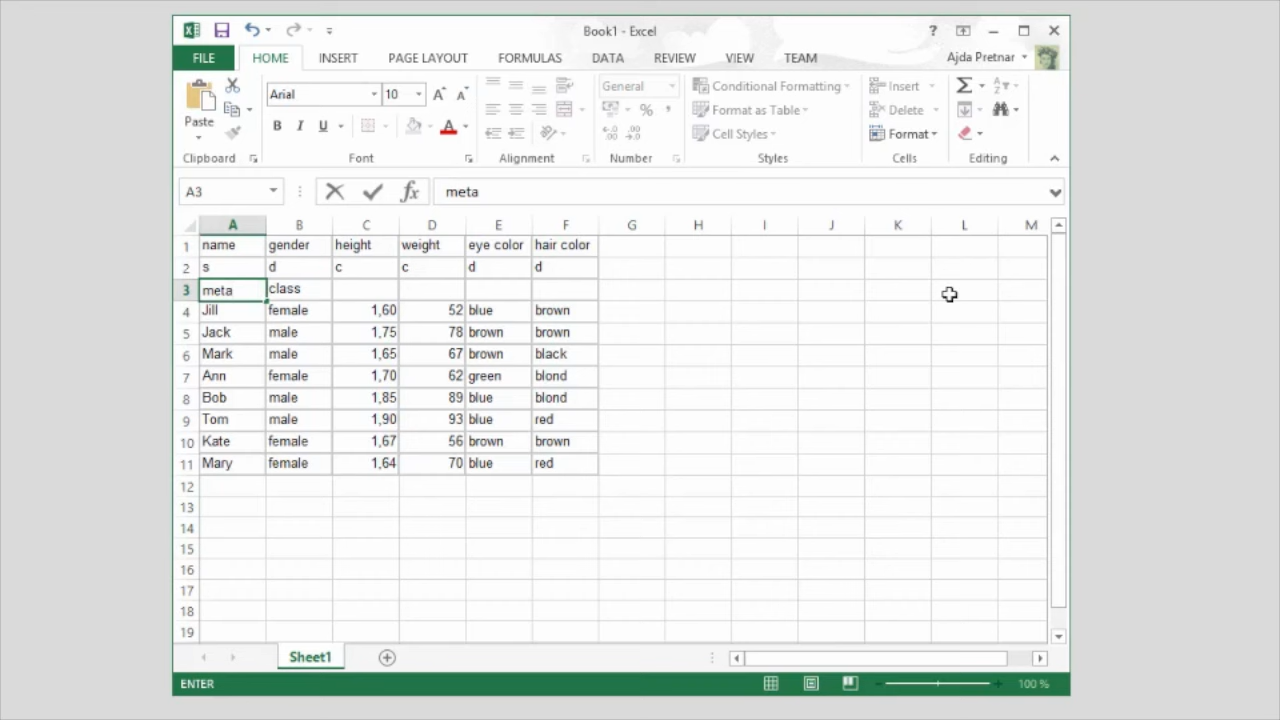 Book1 - Excel
?
FILE HOME INSERT PAGE LAYOUT FORMULAS DATA REVIEW VIEW TEAM Ajda Pretnar
Arial 10 General Conditional Formatting Insert
Paste Format as Table Delete
B I U A % Cell Styles Format
Clipboard Font Alignment Number Styles Cells Editing
A3 fx meta
A B C D E F G H I J K L M
1 name gender height weight eye color hair color
2 s d c c d d
3 meta class
4 Jill female 1,60 52 blue brown
5 Jack male 1,75 78 brown brown
6 Mark male 1,65 67 brown black
7 Ann female 1,70 62 green blond
8 Bob male 1,85 89 blue blond
9 Tom male 1,90 93 blue red
10 Kate female 1,67 56 brown brown
11 Mary female 1,64 70 blue red
12
13
14
15
16
17
18
19
Sheet1
ENTER 100 %